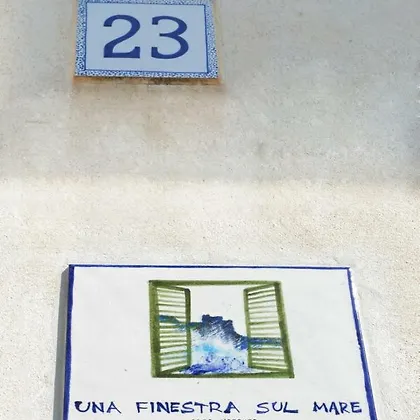 23
UNA FINESTRA SUL MARE